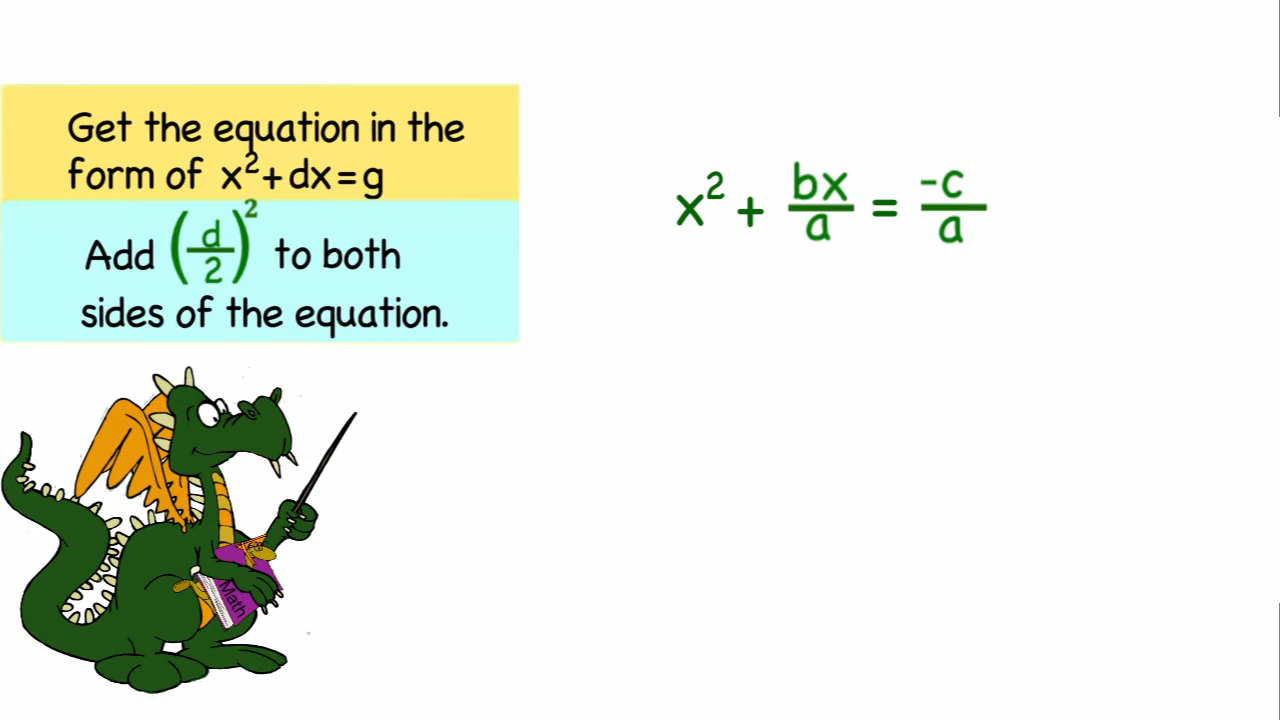 Get the equation in the
form of x²+dx=g
Add (d/2)² to both
sides of the equation.
x² + bx/a = -c/a
Math